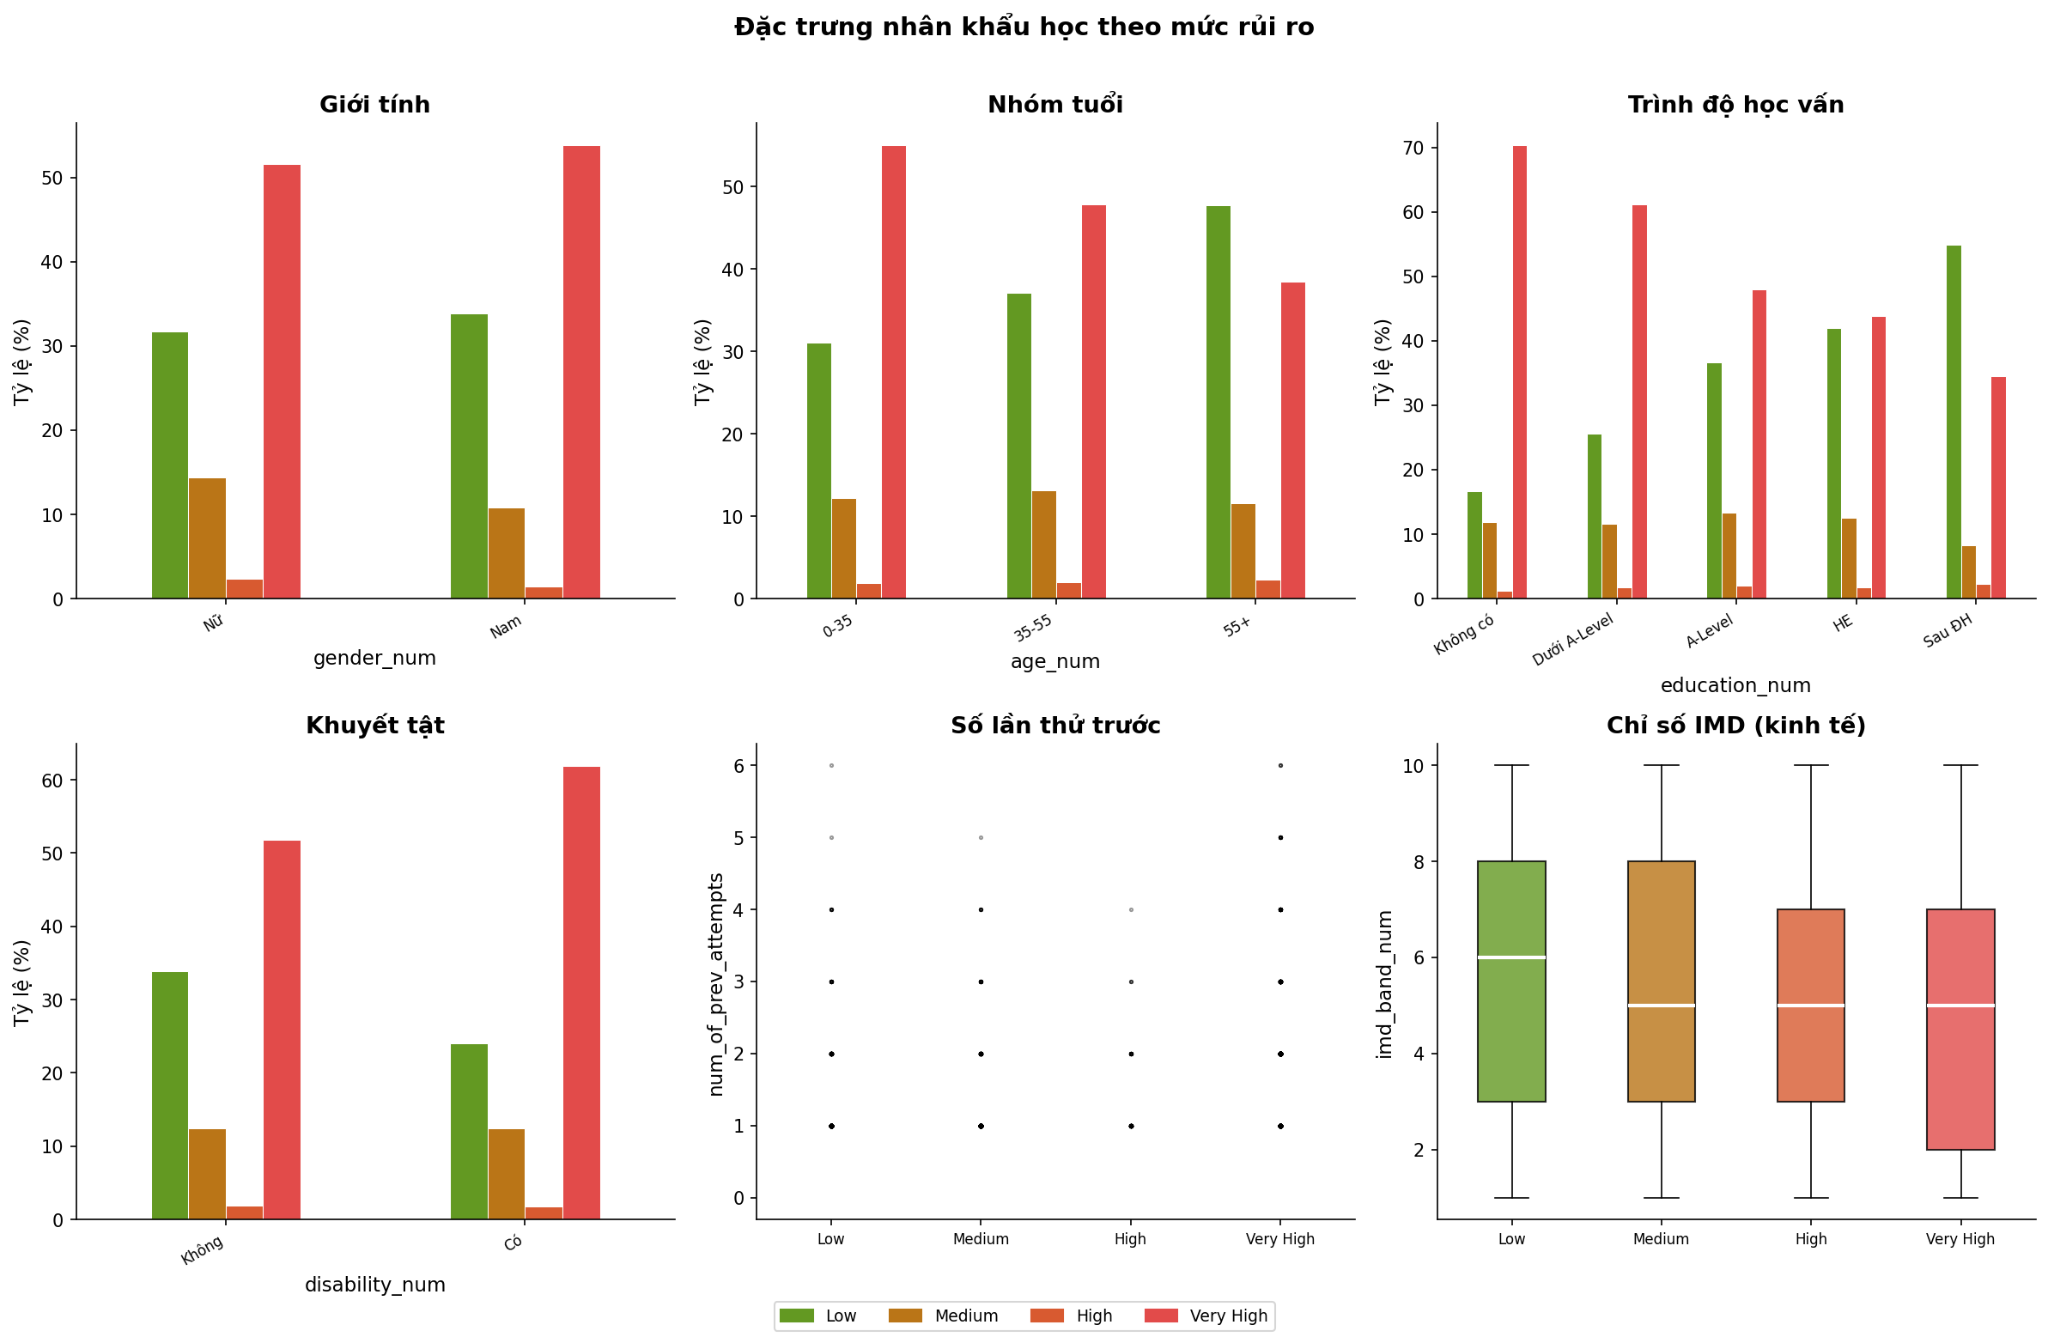 Đặc trưng nhân khẩu học theo mức rủi ro
Giới tính
Tỷ lệ (%)
50
40
30
20
10
0
Nữ
Nam
gender_num
Nhóm tuổi
Tỷ lệ (%)
50
40
30
20
10
0
0-35
35-55
55+
age_num
Trình độ học vấn
Tỷ lệ (%)
70
60
50
40
30
20
10
0
Không có
Dưới A-Level
A-Level
HE
Sau ĐH
education_num
Khuyết tật
Tỷ lệ (%)
60
50
40
30
20
10
0
Không
Có
disability_num
Số lần thử trước
num_of_prev_attempts
6
5
4
3
2
1
0
Low
Medium
High
Very High
Chỉ số IMD (kinh tế)
imd_band_num
10
8
6
4
2
Low
Medium
High
Very High
Low
Medium
High
Very High